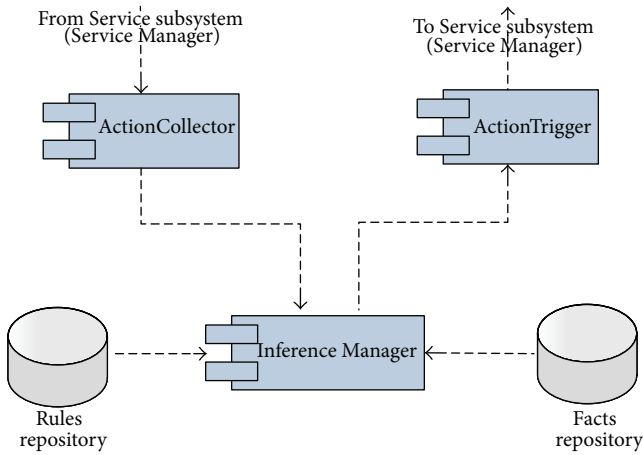 From Service subsystem
(Service Manager)
To Service subsystem
(Service Manager)
ActionCollector
ActionTrigger
Inference Manager
Rules
repository
Facts
repository